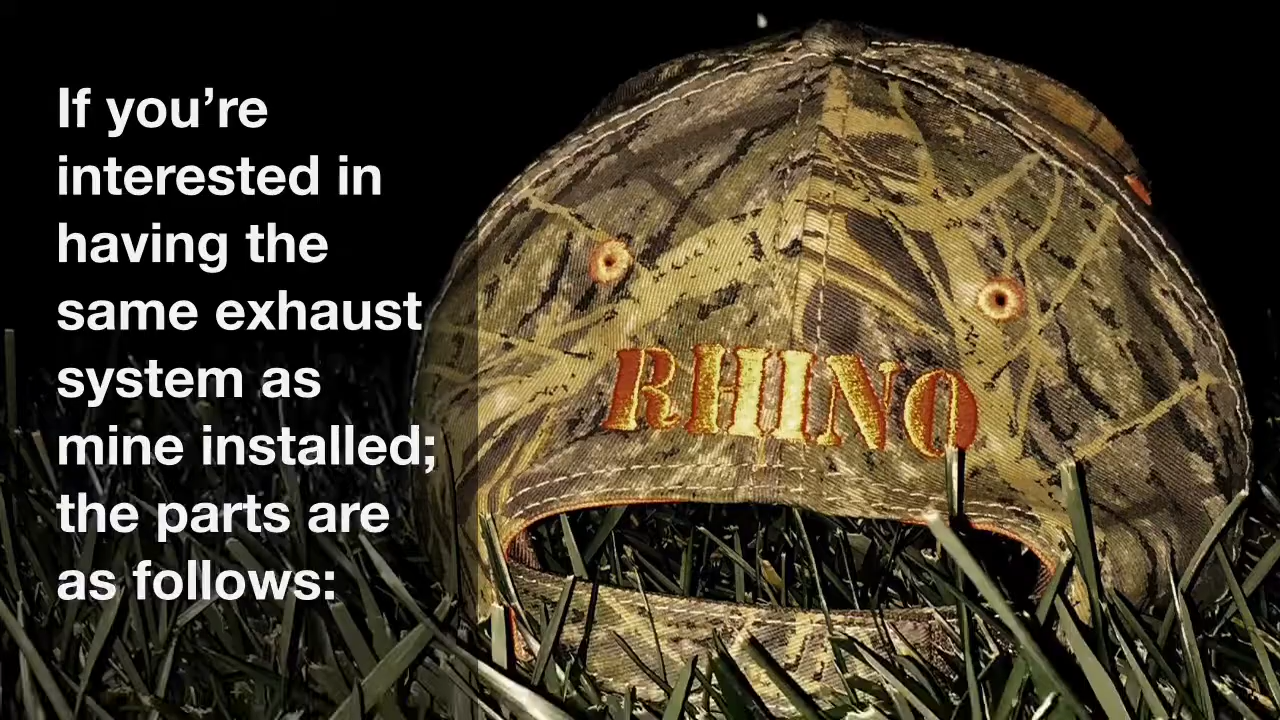 If you’re
interested in
having the
same exhaust
system as
mine installed;
the parts are
as follows:
RHINO